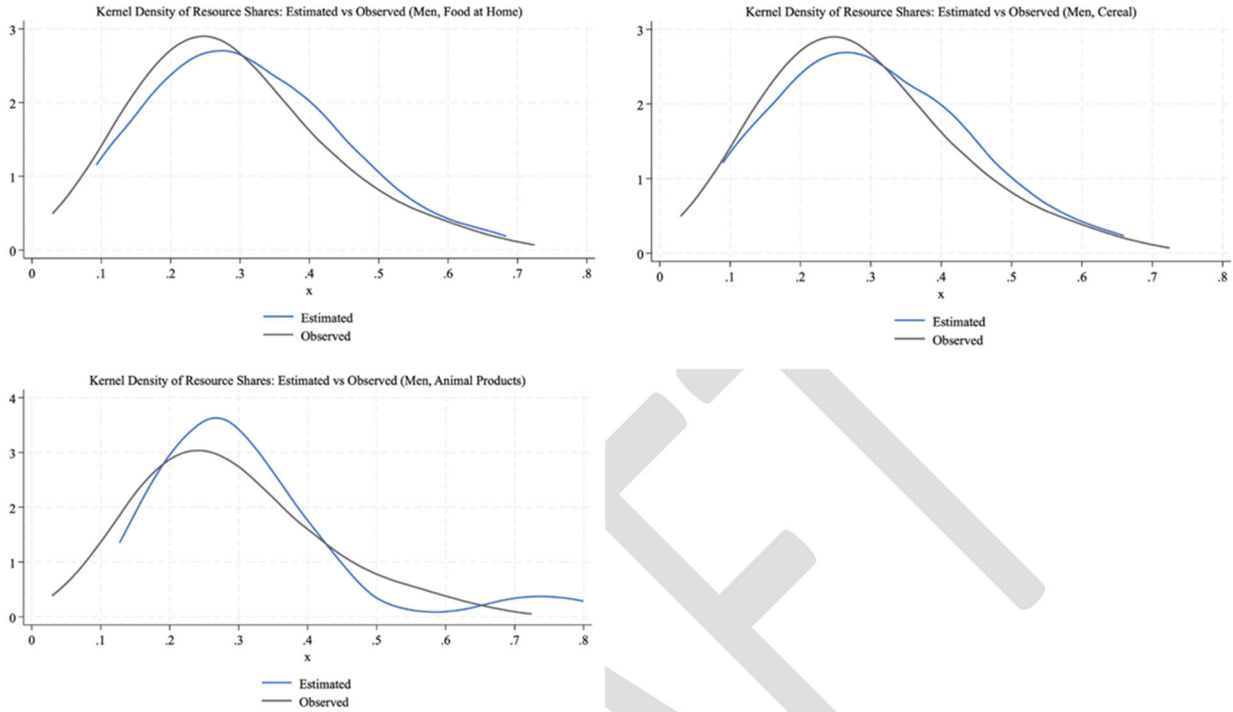 Kernel Density of Resource Shares: Estimated vs Observed (Men, Food at Home)
3
2
1
0
0 .1 .2 .3 .4 .5 .6 .7 .8
x
Estimated
Observed
Kernel Density of Resource Shares: Estimated vs Observed (Men, Cereal)
3
2
1
0
0 .1 .2 .3 .4 .5 .6 .7 .8
x
Estimated
Observed
Kernel Density of Resource Shares: Estimated vs Observed (Men, Animal Products)
4
3
2
1
0
0 .1 .2 .3 .4 .5 .6 .7 .8
x
Estimated
Observed